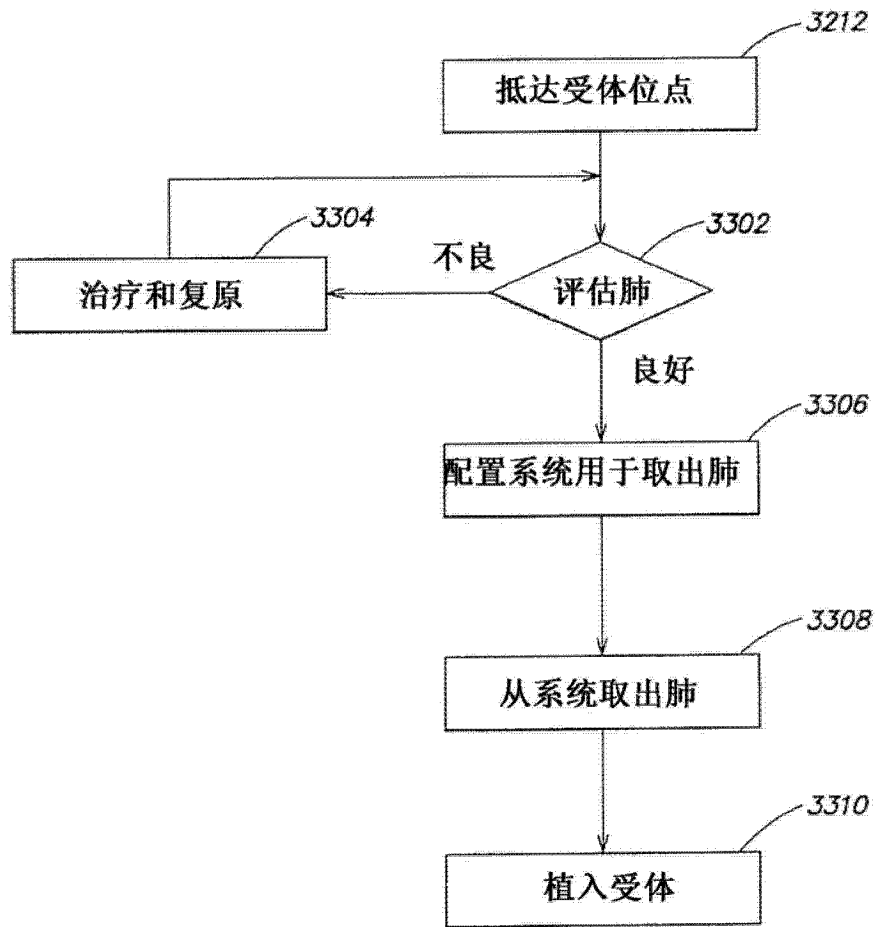 3212
抵达受体位点
3304
3302
不良
治疗和复原
评估肺
良好
3306
配置系统用于取出肺
3308
从系统取出肺
3310
植入受体